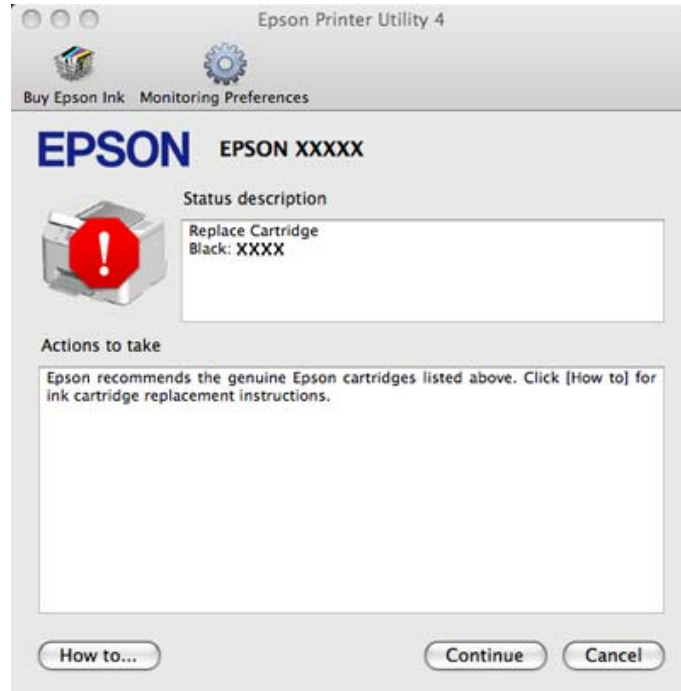 Epson Printer Utility 4
Buy Epson Ink Monitoring Preferences
EPSON EPSON XXXXX
Status description
Replace Cartridge
Black: XXXX
!
Actions to take
Epson recommends the genuine Epson cartridges listed above. Click [How to] for
ink cartridge replacement instructions.
How to... Continue Cancel